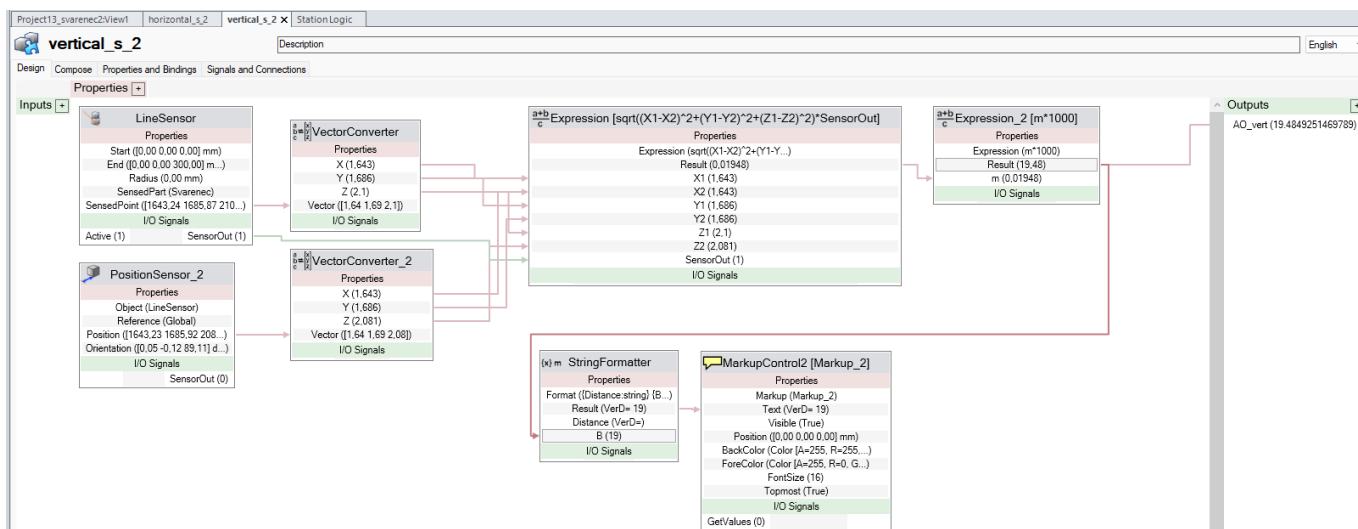 Project13_svarenec2:View1 horizontal_s_2 vertical_s_2 X Station Logic
vertical_s_2
Description
English
Design Compose Properties and Bindings Signals and Connections
Properties +
Inputs +
LineSensor
Properties
Start ([0,00 0,00 0,00] mm)
End ([0,00 0,00 300,00] m...)
Radius (0,00 mm)
SensedPart (Svarenec)
SensedPoint ([1643,24 1685,87 210...)
I/O Signals
Active (1) SensorOut (1)
VectorConverter
Properties
X (1,643)
Y (1,686)
Z (2,1)
Vector ([1,64 1,69 2,1])
I/O Signals
Expression [sqrt((X1-X2)^2+(Y1-Y2)^2+(Z1-Z2)^2)*SensorOut]
Properties
Expression (sqrt((X1-X2)^2+(Y1-Y...)
Result (0,01948)
X1 (1,643)
X2 (1,643)
Y1 (1,686)
Y2 (1,686)
Z1 (2,1)
Z2 (2,081)
SensorOut (1)
I/O Signals
Expression_2 [m*1000]
Properties
Expression (m*1000)
Result (19,48)
m (0,01948)
I/O Signals
Outputs +
AO_vert (19.4849251469789)
PositionSensor_2
Properties
Object (LineSensor)
Reference (Global)
Position ([1643,23 1685,92 208...)
Orientation ([0,05 -0,12 89,11] d...)
I/O Signals
SensorOut (0)
VectorConverter_2
Properties
X (1,643)
Y (1,686)
Z (2,081)
Vector ([1,64 1,69 2,08])
I/O Signals
{x} m StringFormatter
Properties
Format ({Distance:string} {B...)
Result (VerD= 19)
Distance (VerD=)
B (19)
I/O Signals
MarkupControl2 [Markup_2]
Properties
Markup (Markup_2)
Text (VerD= 19)
Visible (True)
Position ([0,00 0,00 0,00] mm)
BackColor (Color [A=255, R=255,...)
ForeColor (Color [A=255, R=0, G...)
FontSize (16)
Topmost (True)
I/O Signals
GetValues (0)